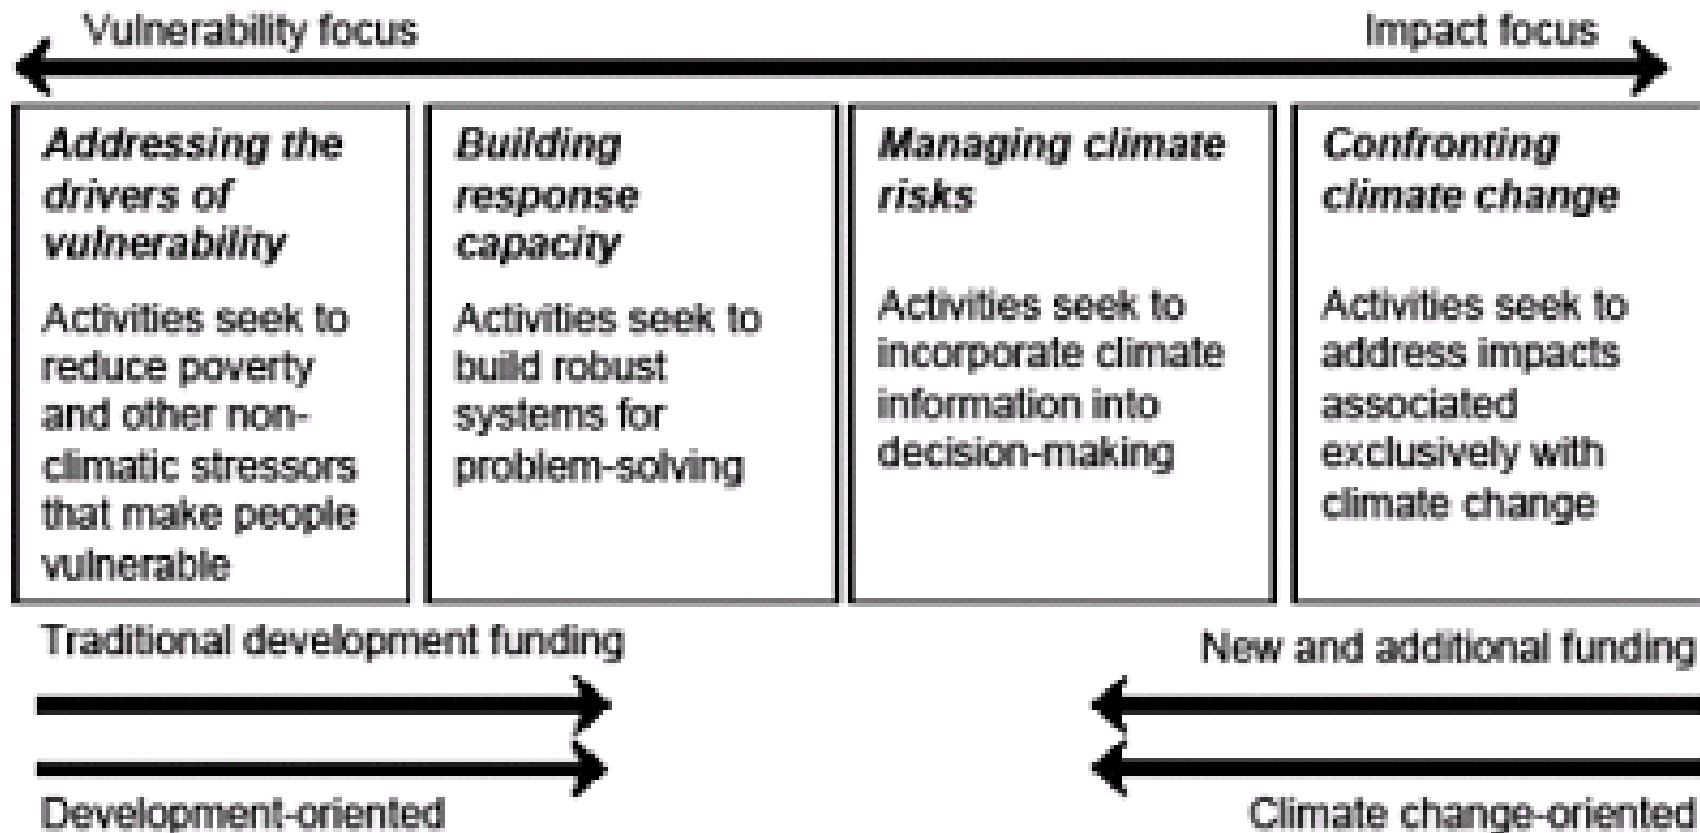 Vulnerability focus
Impact focus
Addressing the
drivers of
vulnerability
Activities seek to
reduce poverty
and other non-
climatic stressors
that make people
vulnerable
Building
response
capacity
Activities seek to
build robust
systems for
problem-solving
Managing climate
risks
Activities seek to
incorporate climate
information into
decision-making
Confronting
climate change
Activities seek to
address impacts
associated
exclusively with
climate change
Traditional development funding
New and additional funding
Development-oriented
Climate change-oriented